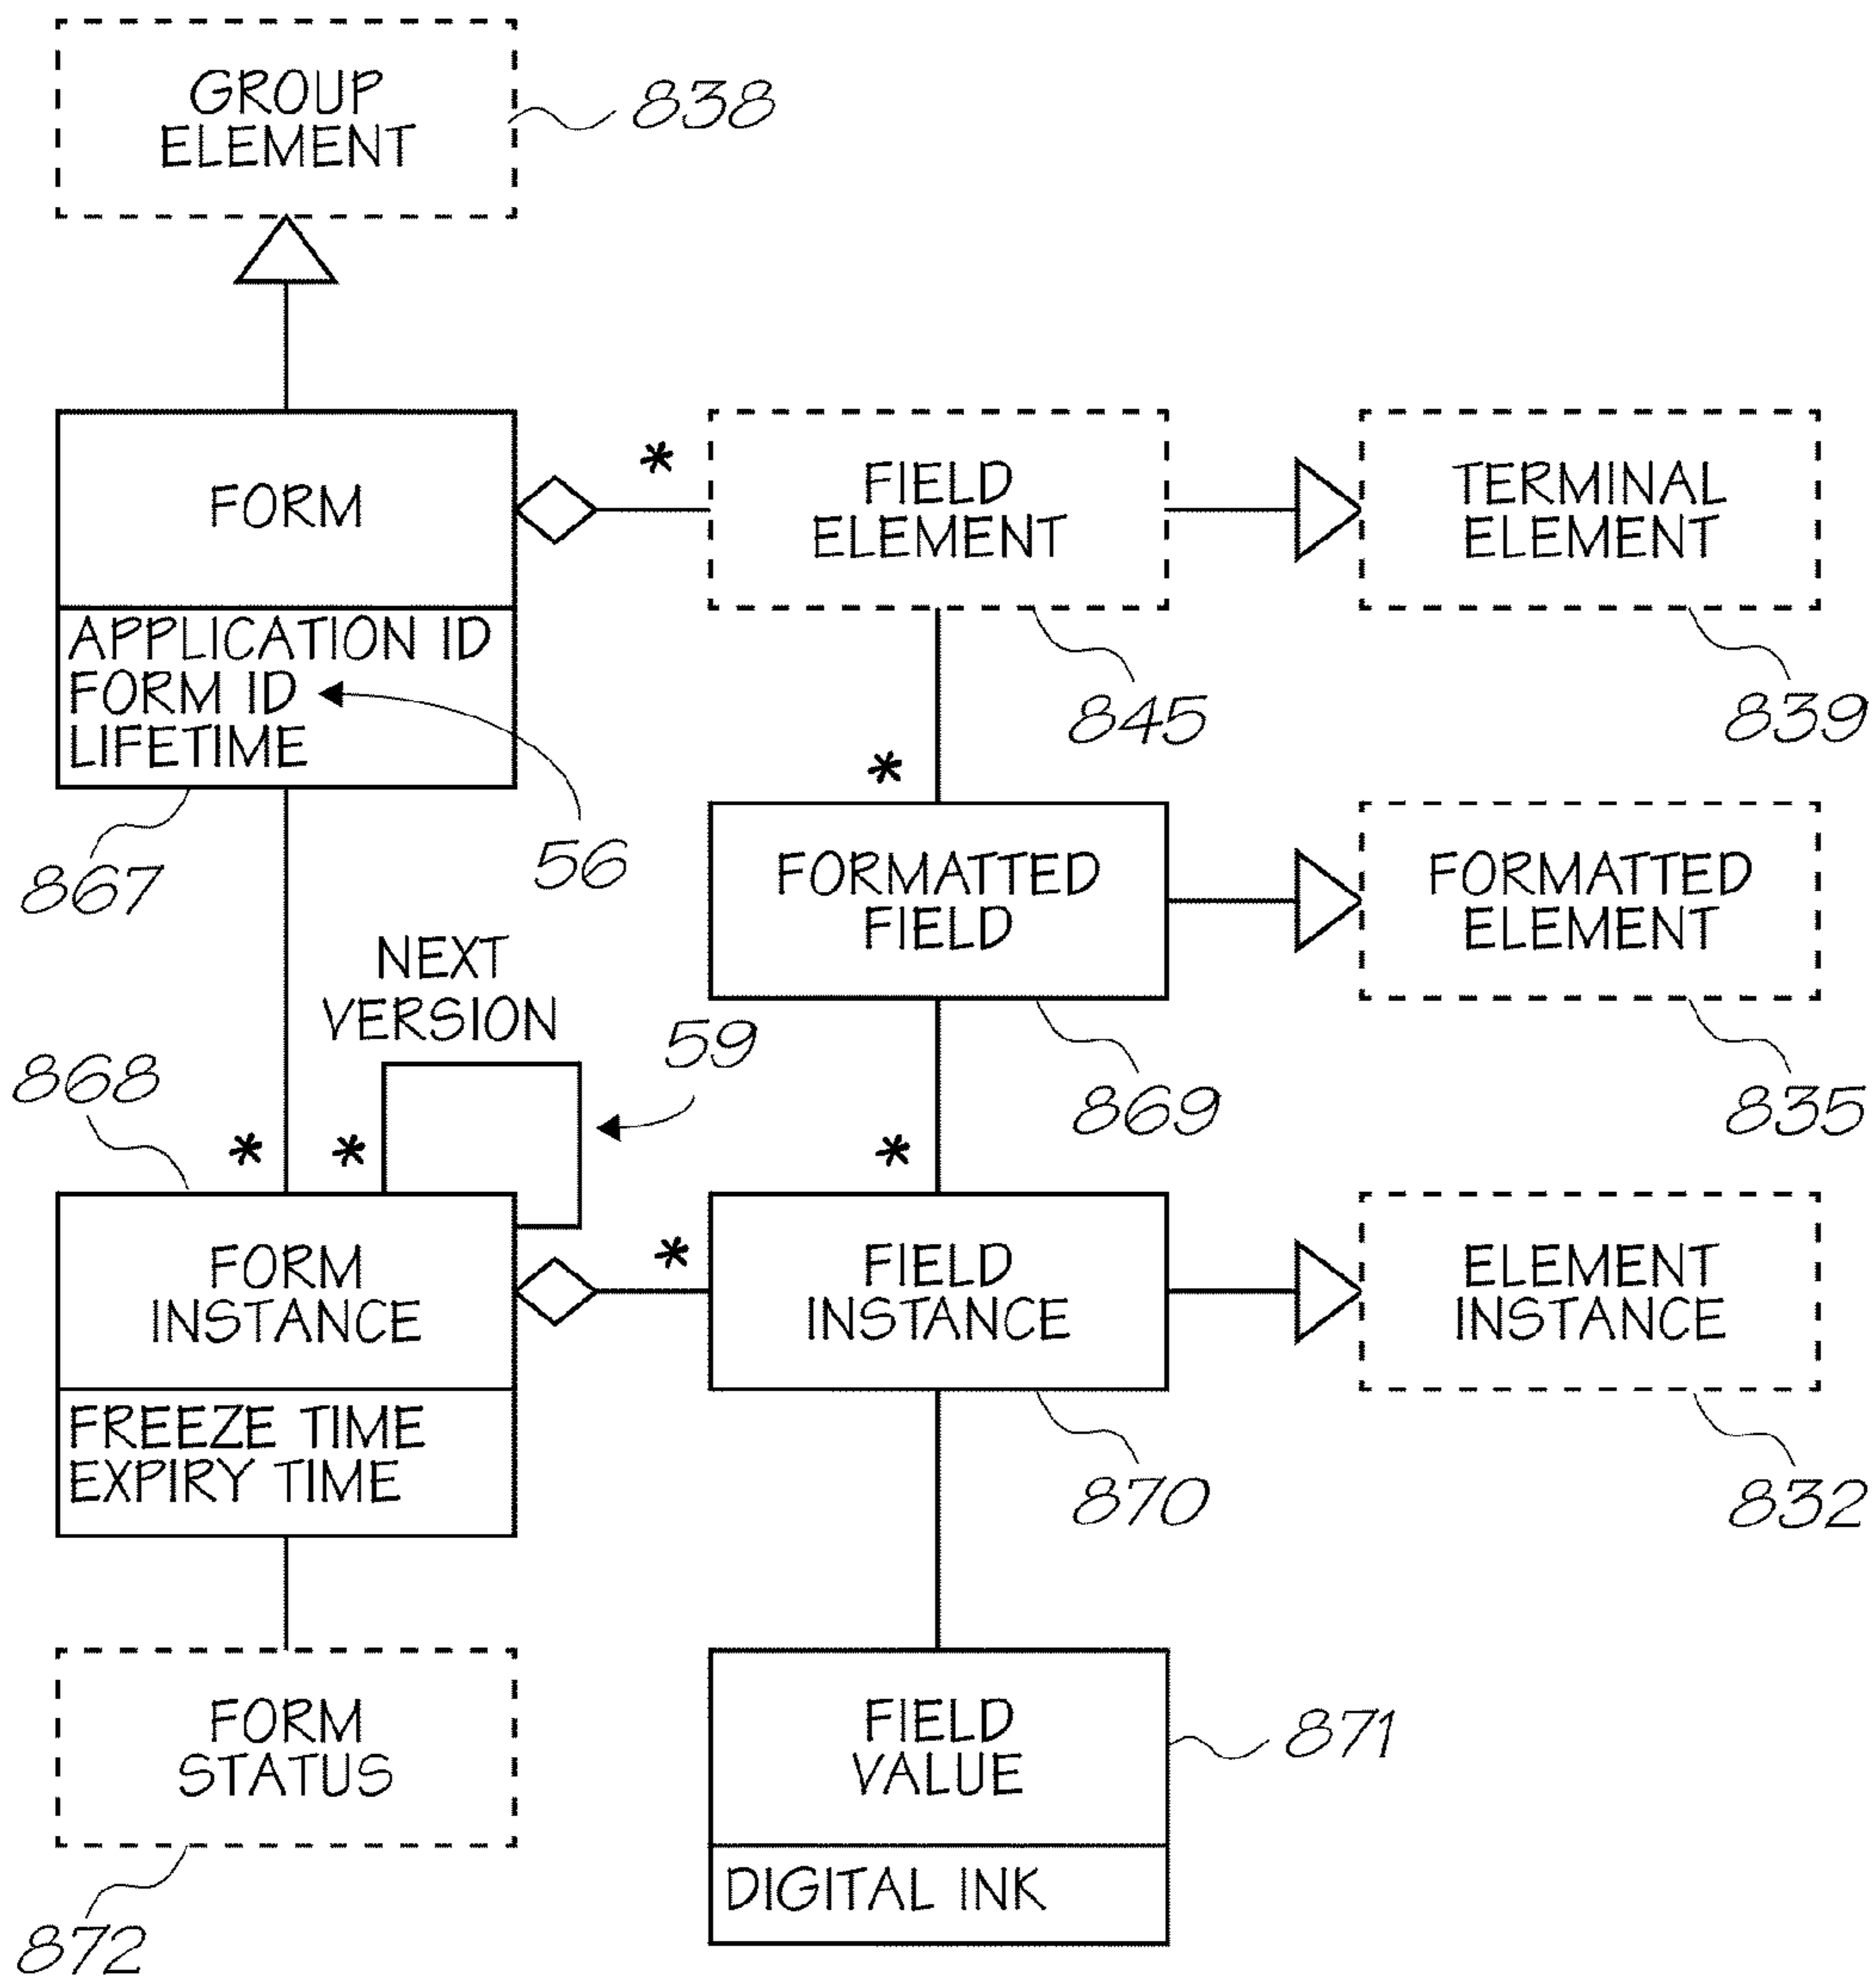 GROUP
ELEMENT
838
FORM
APPLICATION ID
FORM ID
LIFETIME
867
56
*
FIELD
ELEMENT
845
TERMINAL
ELEMENT
839
*
FORMATTED
FIELD
869
FORMATTED
ELEMENT
835
NEXT
VERSION
59
868
*
*
FORM
INSTANCE
FREEZE TIME
EXPIRY TIME
*
*
FIELD
INSTANCE
870
ELEMENT
INSTANCE
832
FORM
STATUS
872
FIELD
VALUE
DIGITAL INK
871